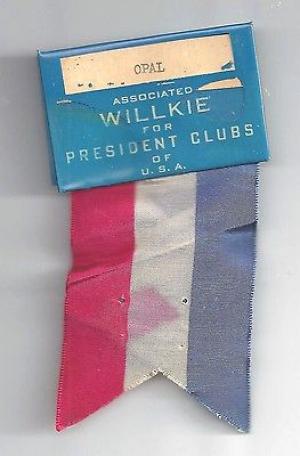 OPAL
ASSOCIATED
WILLKIE
FOR
PRESIDENT CLUBS
OF
U.S.A.